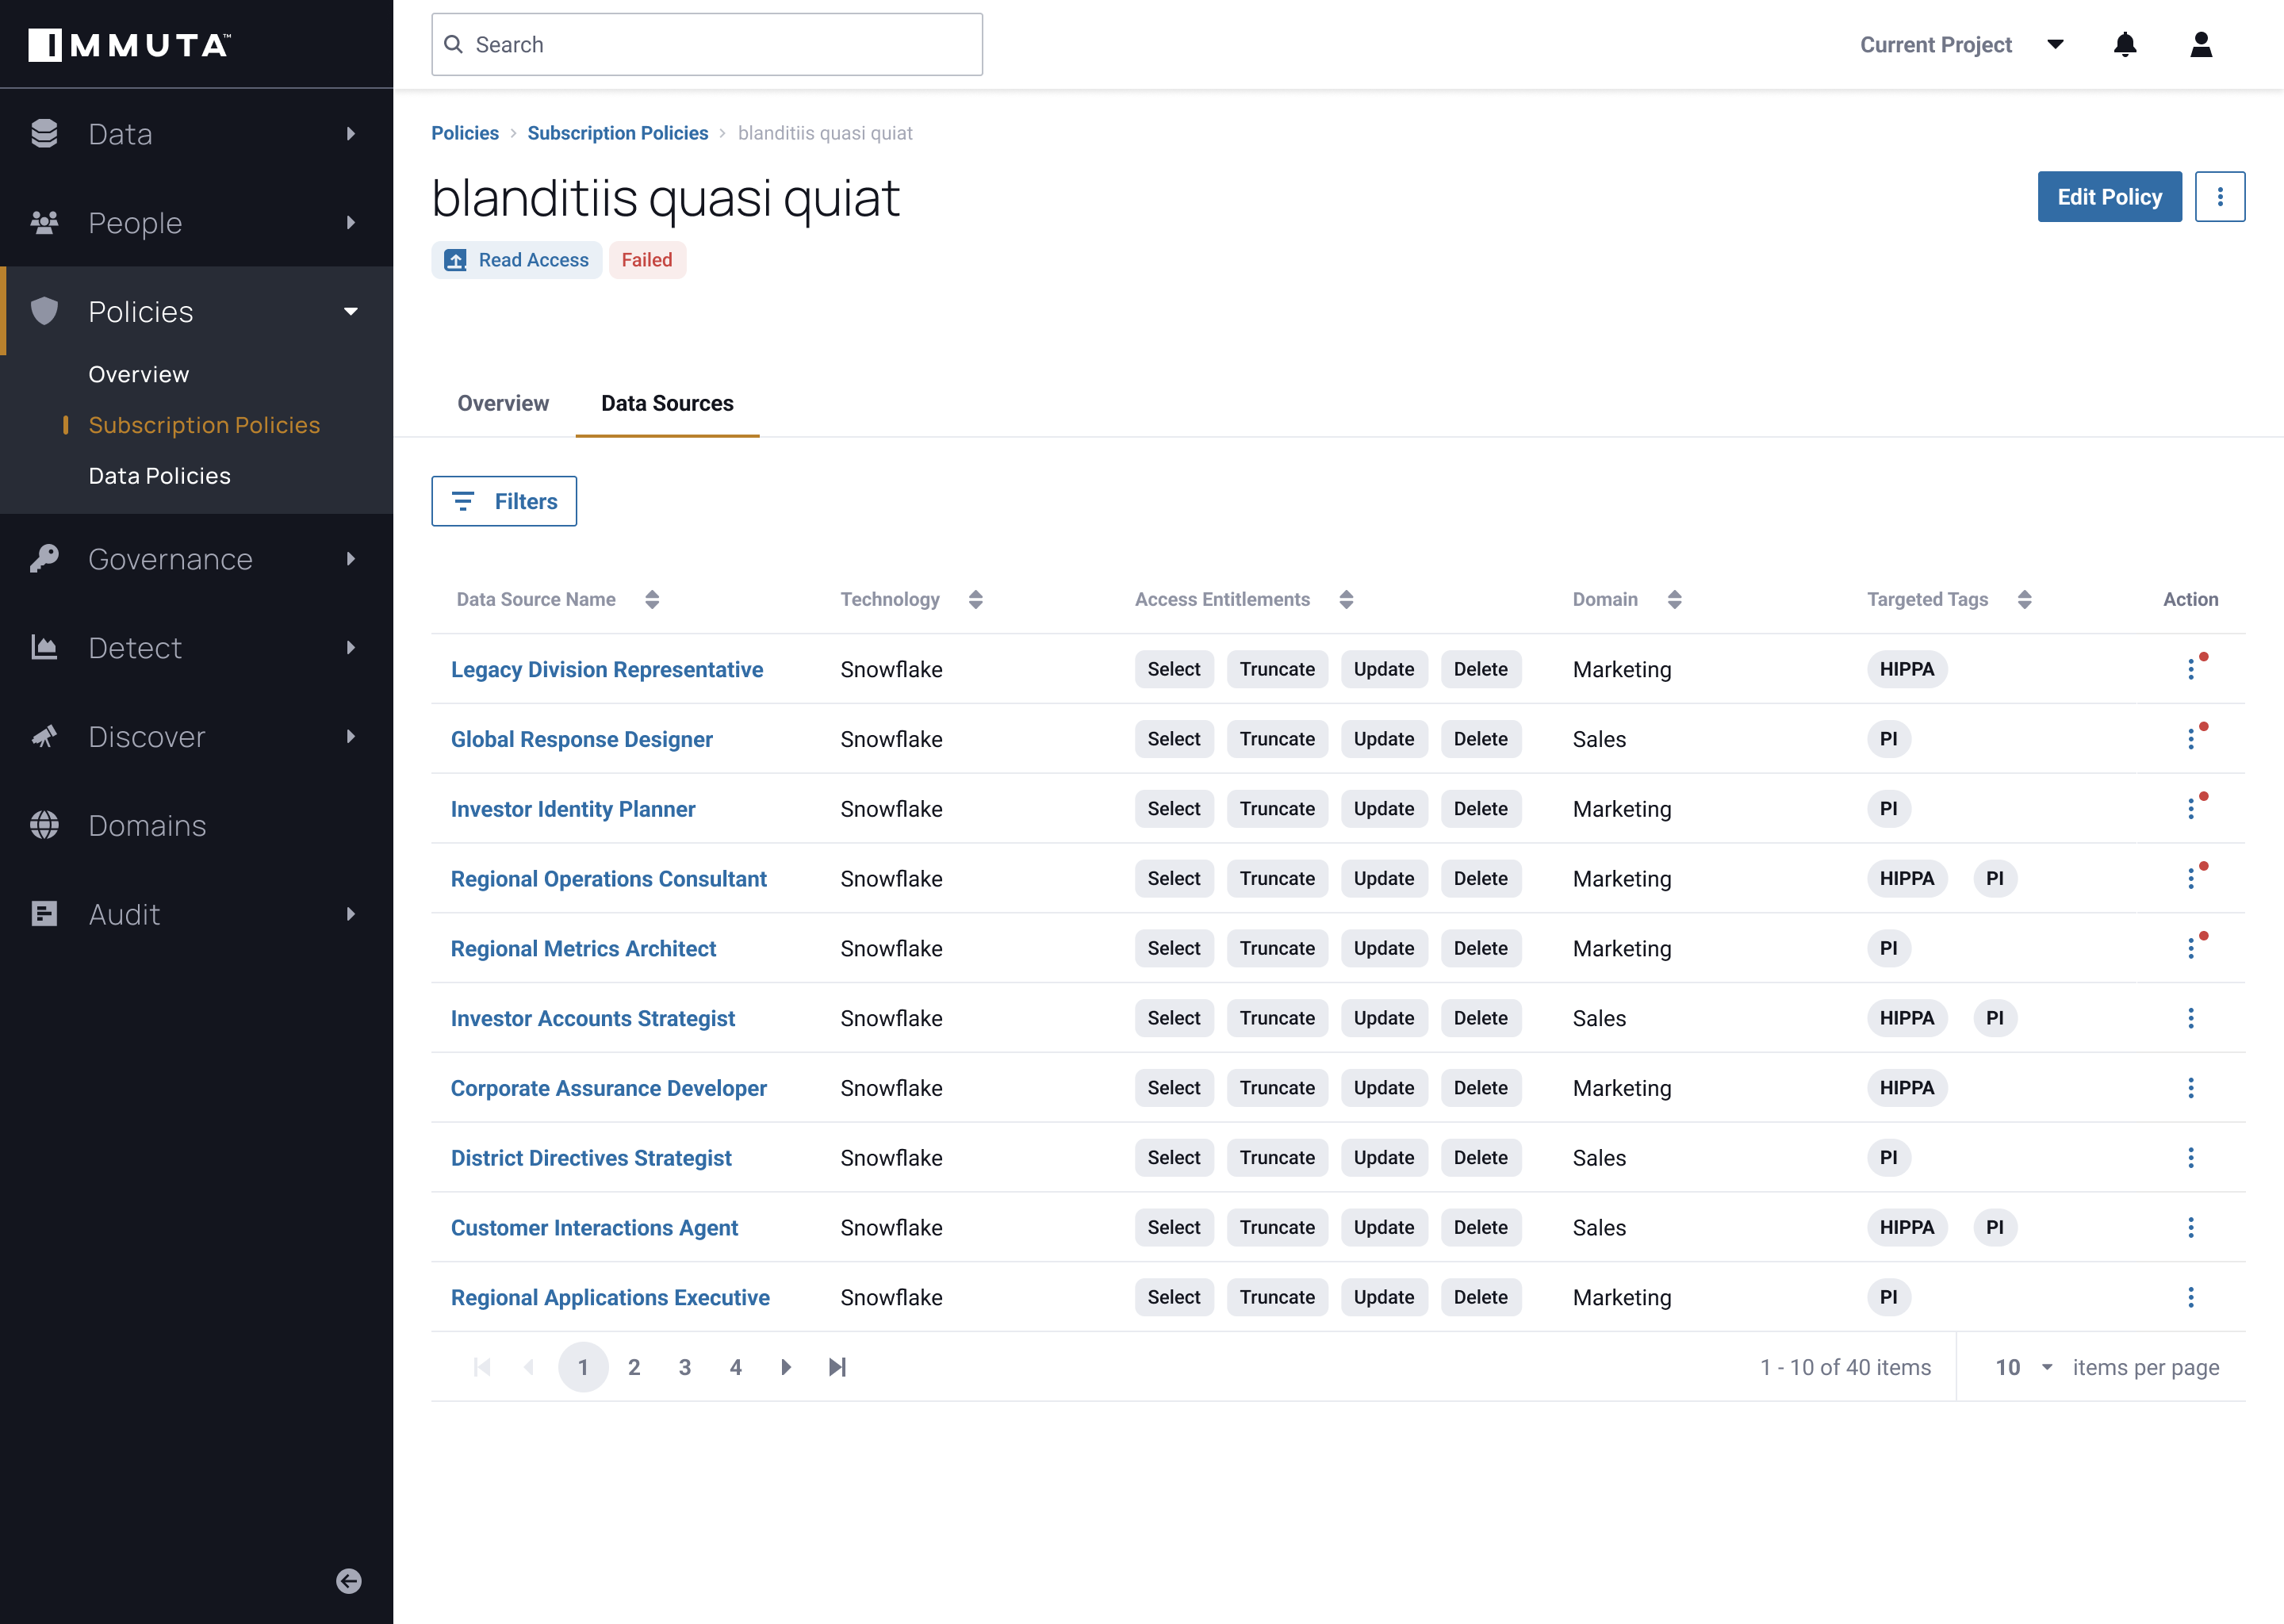 IMMUTA™
Search
Current Project
Data
People
Policies
Overview
Subscription Policies
Data Policies
Governance
Detect
Discover
Domains
Audit
Policies > Subscription Policies > blanditiis quasi quiat
blanditiis quasi quiat
Edit Policy
Read Access Failed
Overview Data Sources
Filters
Data Source Name Technology Access Entitlements Domain Targeted Tags Action
Legacy Division Representative Snowflake Select Truncate Update Delete Marketing HIPPA
Global Response Designer Snowflake Select Truncate Update Delete Sales PI
Investor Identity Planner Snowflake Select Truncate Update Delete Marketing PI
Regional Operations Consultant Snowflake Select Truncate Update Delete Marketing HIPPA PI
Regional Metrics Architect Snowflake Select Truncate Update Delete Marketing PI
Investor Accounts Strategist Snowflake Select Truncate Update Delete Sales HIPPA PI
Corporate Assurance Developer Snowflake Select Truncate Update Delete Marketing HIPPA
District Directives Strategist Snowflake Select Truncate Update Delete Sales PI
Customer Interactions Agent Snowflake Select Truncate Update Delete Sales HIPPA PI
Regional Applications Executive Snowflake Select Truncate Update Delete Marketing PI
1 2 3 4 1 - 10 of 40 items 10 items per page